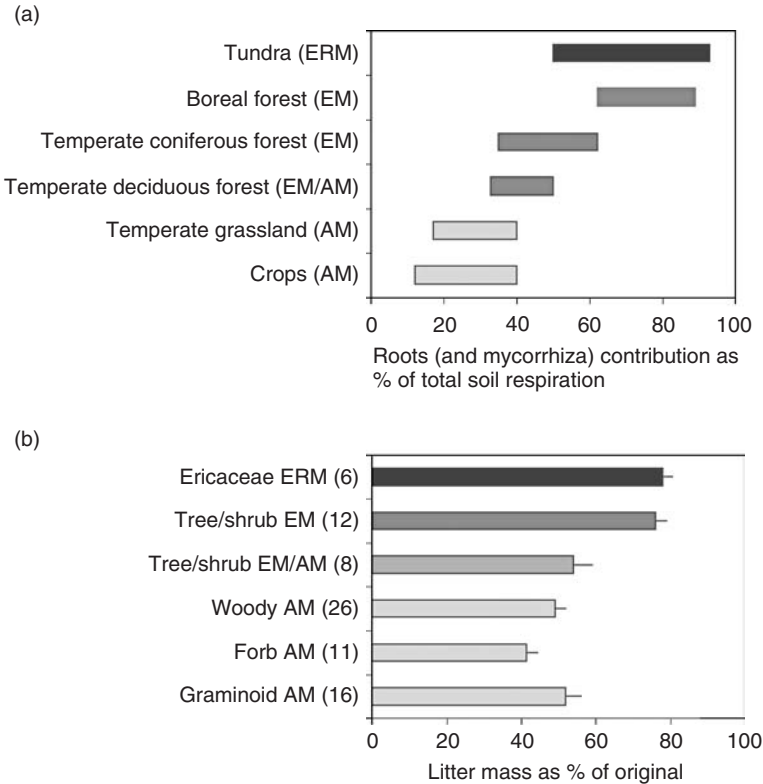 (a)
Tundra (ERM)
Boreal forest (EM)
Temperate coniferous forest (EM)
Temperate deciduous forest (EM/AM)
Temperate grassland (AM)
Crops (AM)
0 20 40 60 80 100
Roots (and mycorrhiza) contribution as
% of total soil respiration
(b)
Ericaceae ERM (6)
Tree/shrub EM (12)
Tree/shrub EM/AM (8)
Woody AM (26)
Forb AM (11)
Graminoid AM (16)
0 20 40 60 80 100
Litter mass as % of original